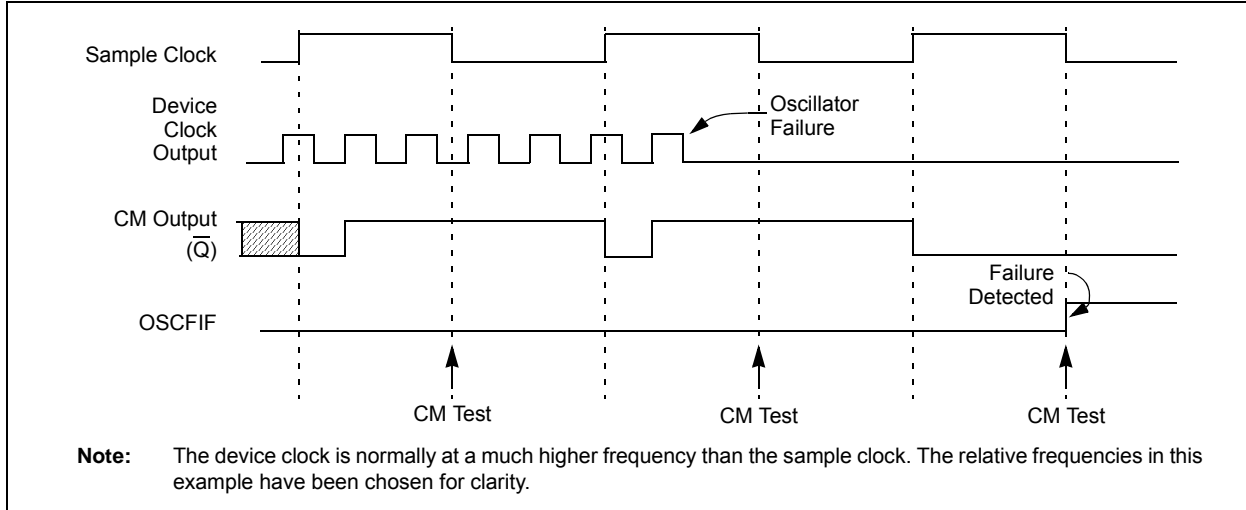 Sample Clock
Device
Clock
Output
Oscillator
Failure
CM Output
(Q̅)
Failure
Detected
OSCFIF
CM Test
CM Test
CM Test
Note: The device clock is normally at a much higher frequency than the sample clock. The relative frequencies in this
example have been chosen for clarity.